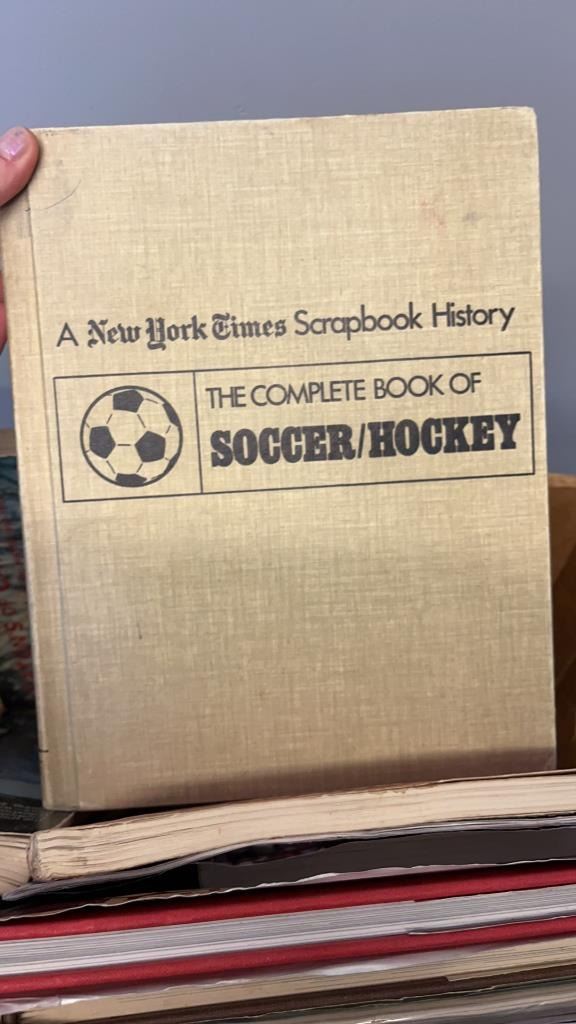 A New York Times Scrapbook History
THE COMPLETE BOOK OF
SOCCER/HOCKEY